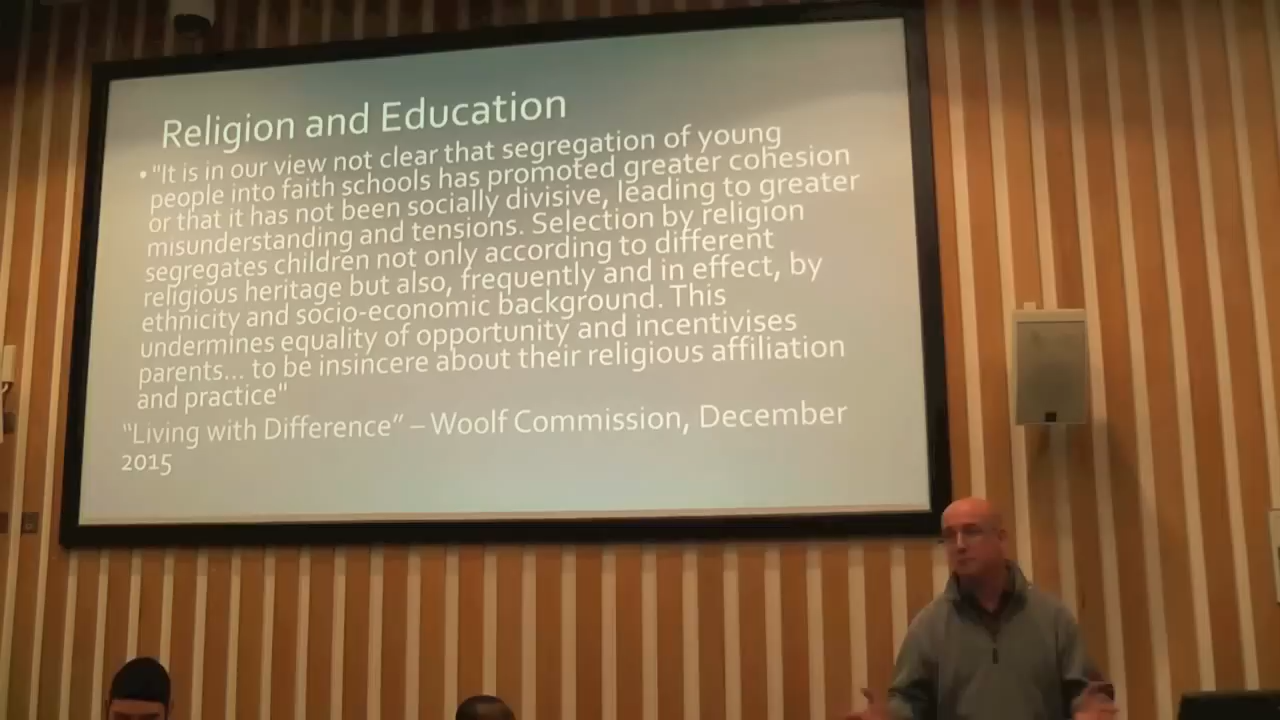 Religion and Education
• "It is in our view not clear that segregation of young
people into faith schools has promoted greater cohesion
or that it has not been socially divisive, leading to greater
misunderstanding and tensions. Selection by religion
segregates children not only according to different
religious heritage but also, frequently and in effect, by
ethnicity and socio-economic background. This
undermines equality of opportunity and incentivises
parents... to be insincere about their religious affiliation
and practice"
“Living with Difference” – Woolf Commission, December
2015